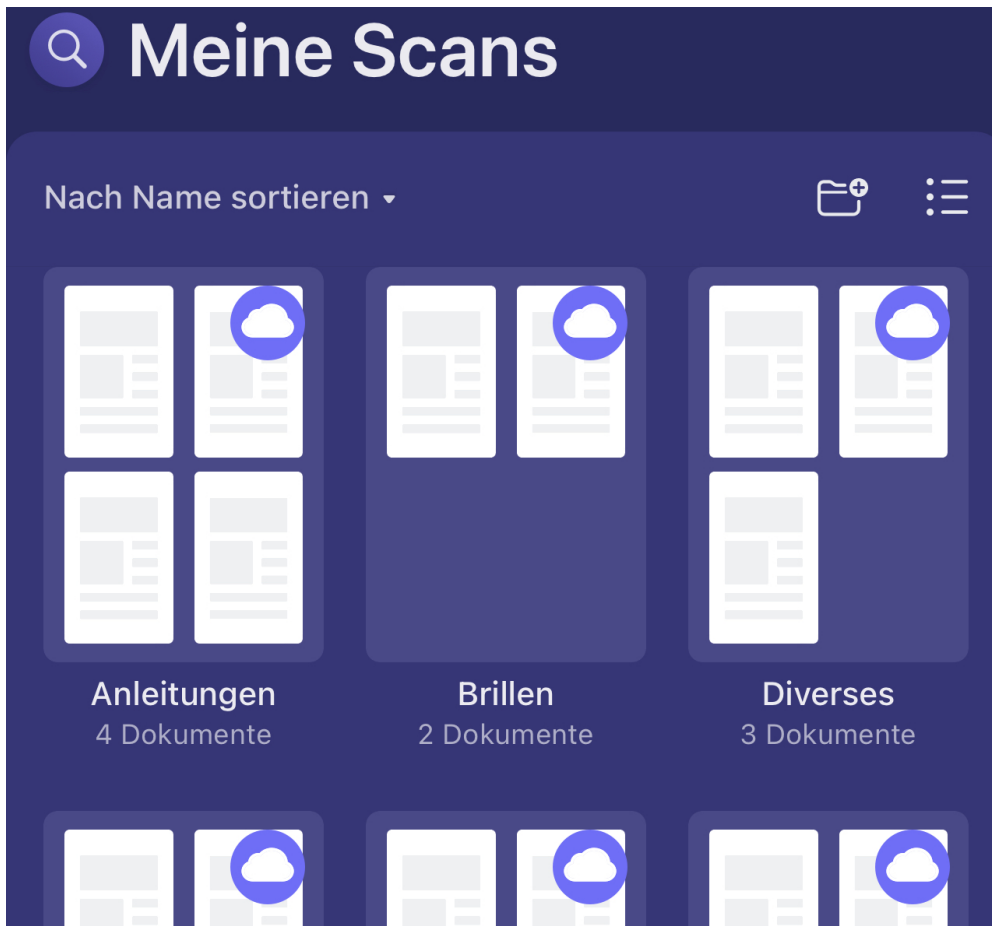 Meine Scans
Nach Name sortieren
Anleitungen
4 Dokumente
Brillen
2 Dokumente
Diverses
3 Dokumente